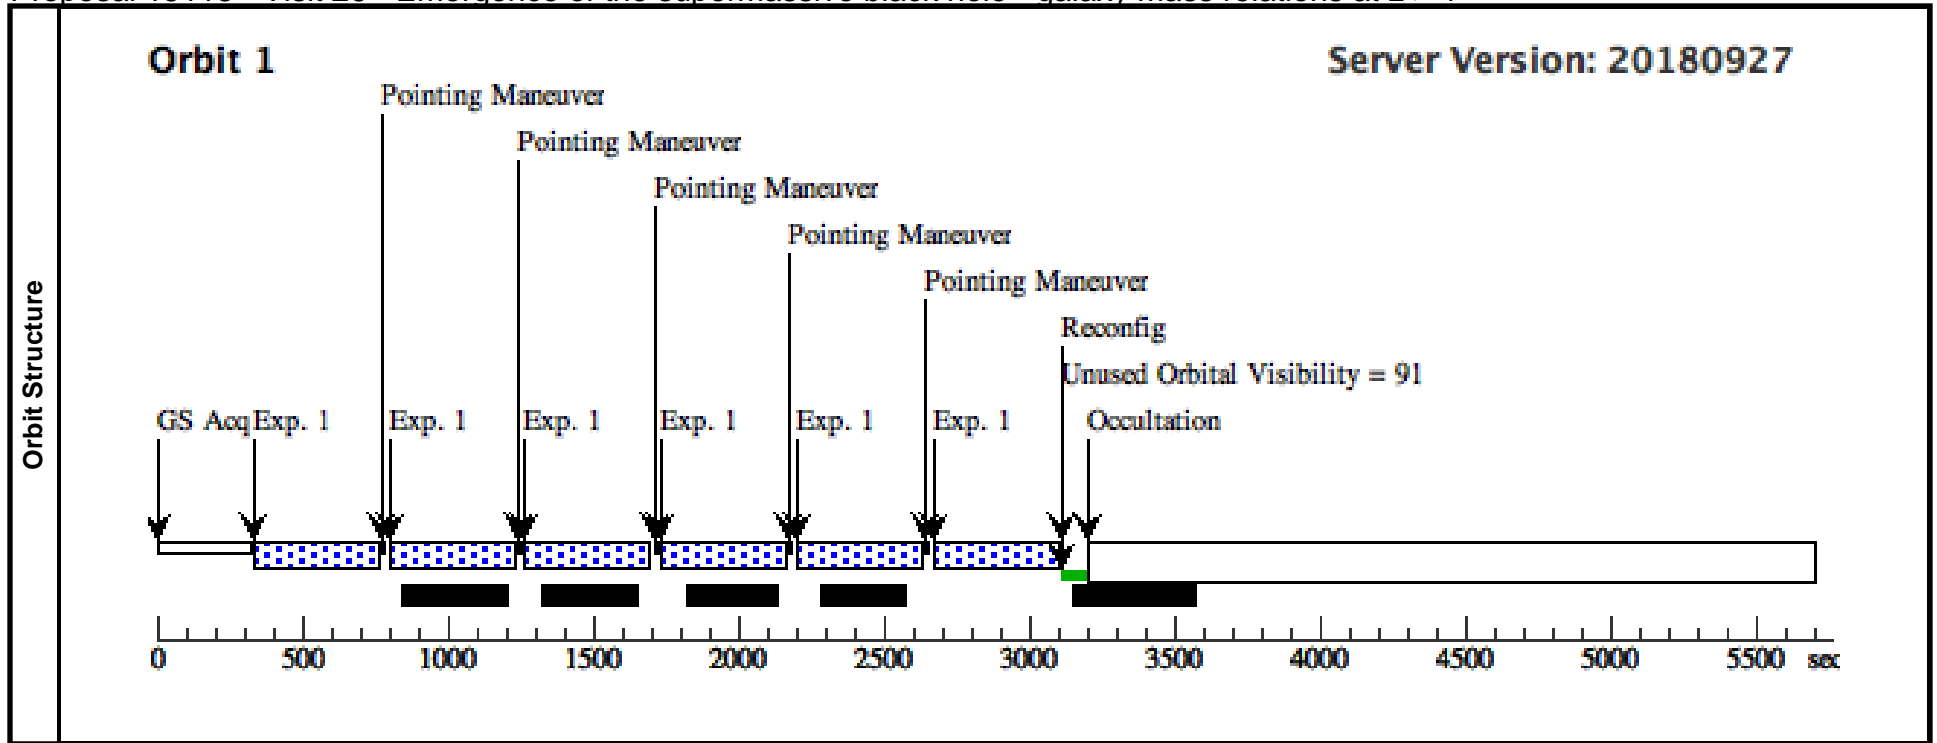 Orbit 1
Server Version: 20180927
Pointing Maneuver
Pointing Maneuver
Pointing Maneuver
Pointing Maneuver
Pointing Maneuver
Reconfig
Unused Orbital Visibility = 91
GS Acq Exp. 1 Exp. 1 Exp. 1 Exp. 1 Exp. 1 Exp. 1 Occultation
Orbit Structure
0 500 1000 1500 2000 2500 3000 3500 4000 4500 5000 5500 sec